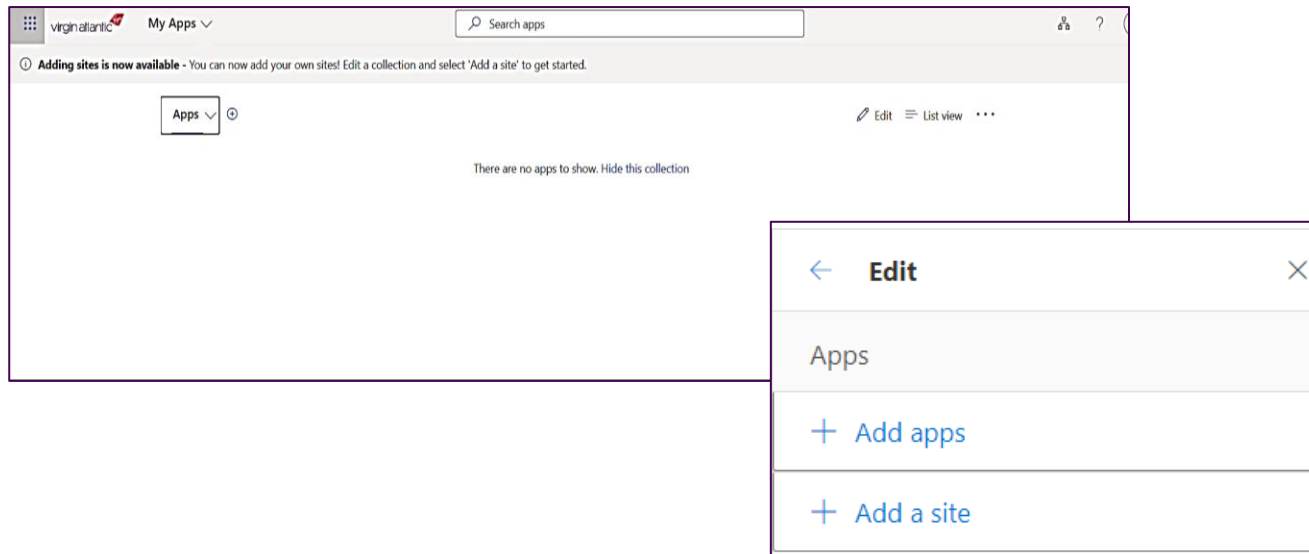 virgin atlantic My Apps Search apps ?
Adding sites is now available - You can now add your own sites! Edit a collection and select 'Add a site' to get started.
Apps Edit List view ...
There are no apps to show. Hide this collection
Edit
Apps
+ Add apps
+ Add a site